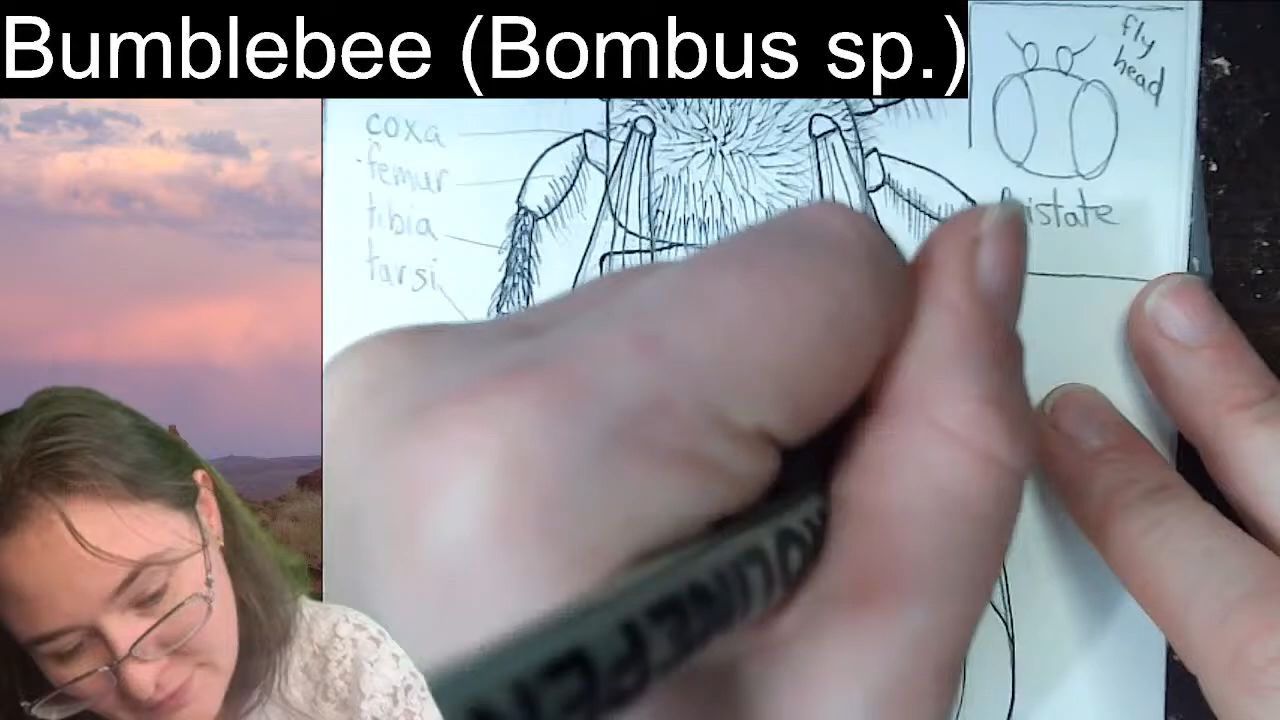 Bumblebee (Bombus sp.)
fly
head
coxa
femur
tibia
tarsi